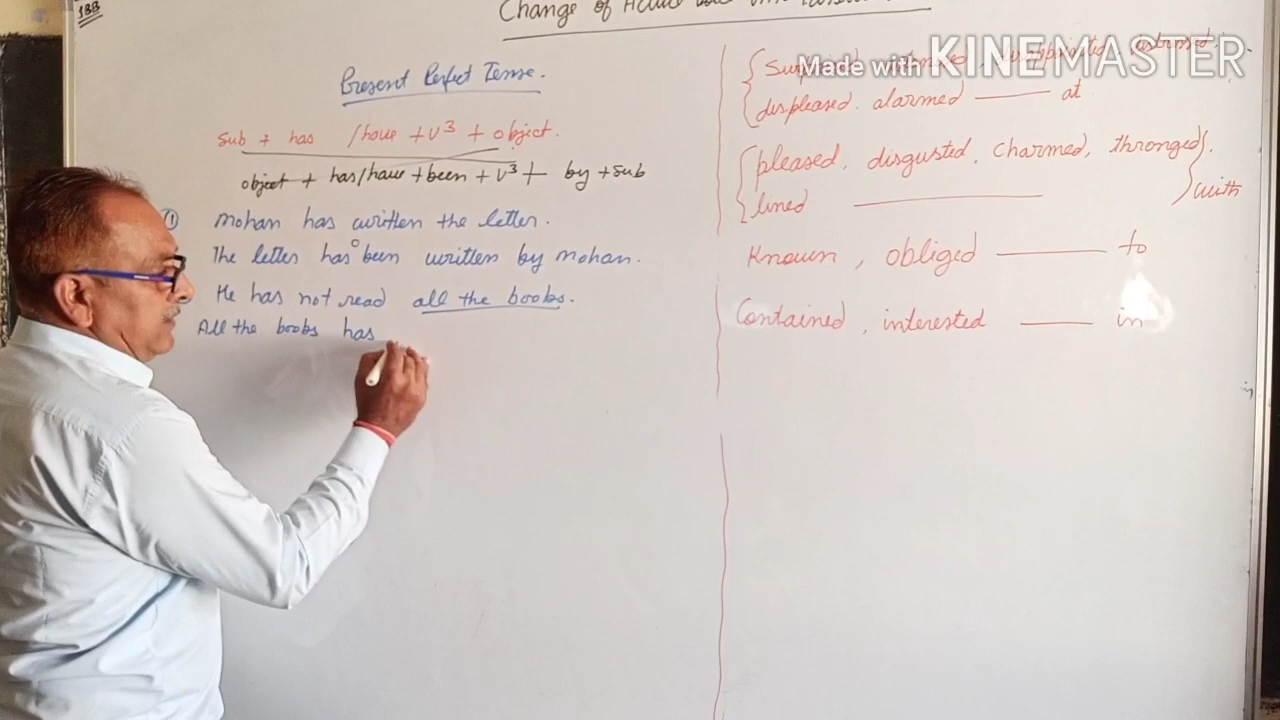 1BB
Change of
Present Perfect Tense.
Sub + has /have + V3 + object.
object + has/have + been + V3 + by + sub
① Mohan has written the letter.
The letter has been written by Mohan.
He has not read all the books.
All the books has
Made with KINEMASTER
Surprised
displeased. alarmed —— at
pleased, disgusted, charmed, thronged,
lined —— with
Known, obliged —— to
Contained, interested —— in